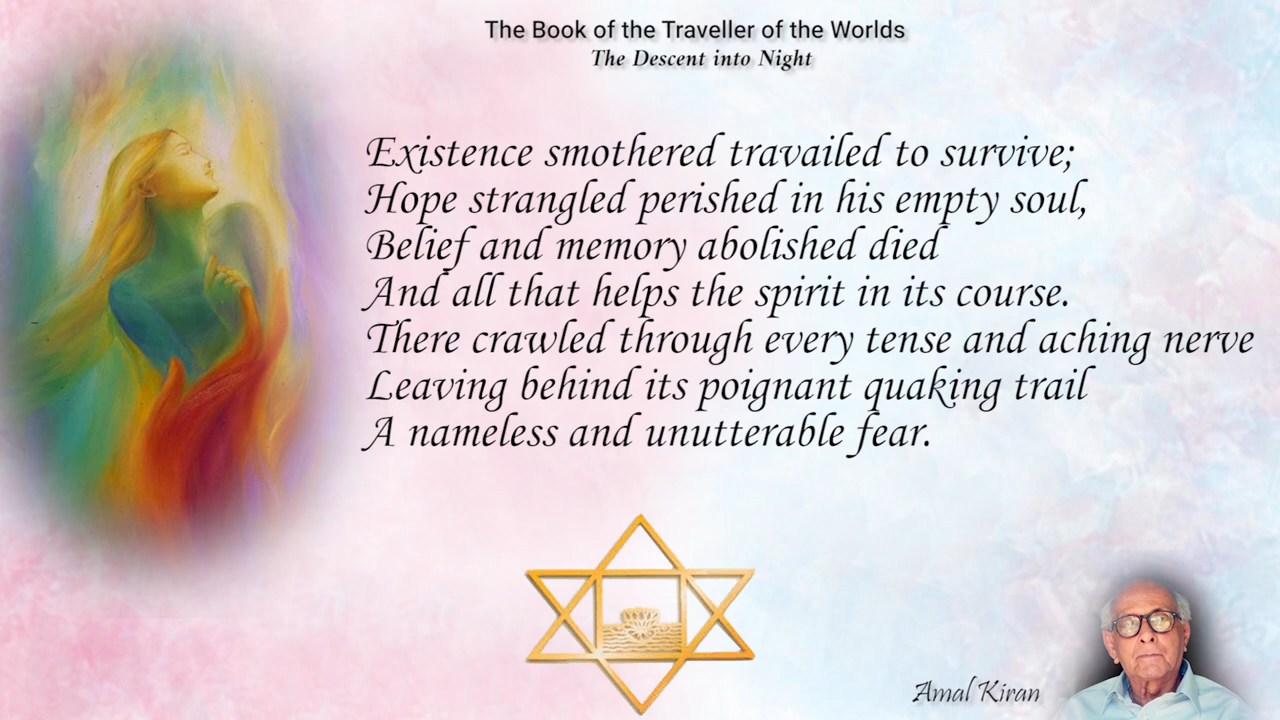 The Book of the Traveller of the Worlds
The Descent into Night
Existence smothered travailed to survive;
Hope strangled perished in his empty soul,
Belief and memory abolished died
And all that helps the spirit in its course.
There crawled through every tense and aching nerve
Leaving behind its poignant quaking trail
A nameless and unutterable fear.
Amal Kiran